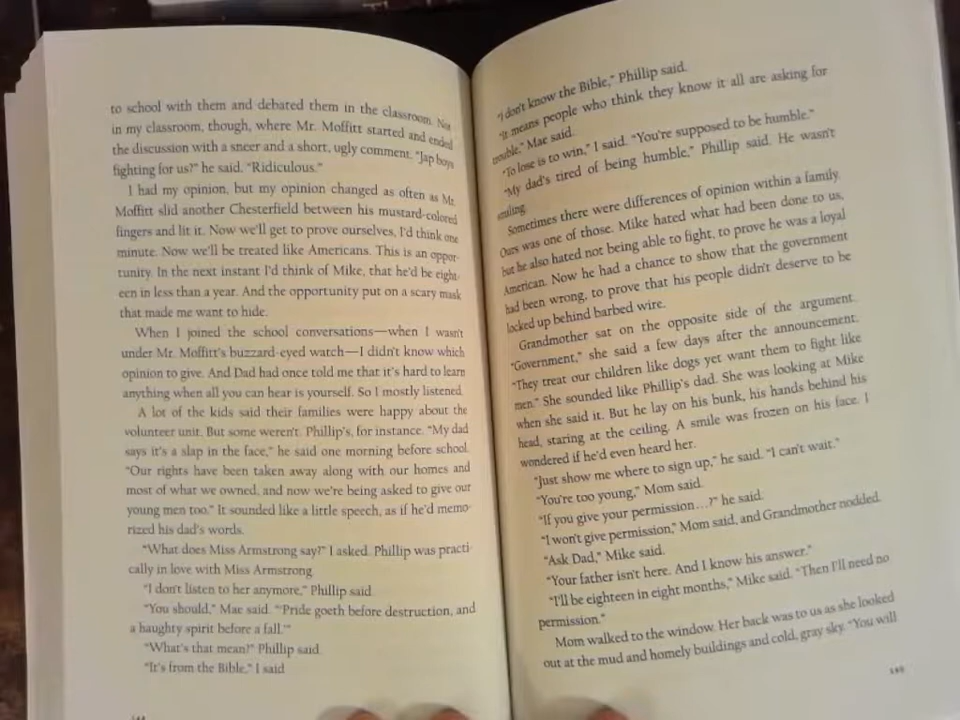 to school with them and debated them in the classroom. Not
in my classroom, though, where Mr. Moffitt started and ended
the discussion with a sneer and a short, ugly comment. "Jap boys
fighting for us?" he said. "Ridiculous."
I had my opinion, but my opinion changed as often as Mr.
Moffitt slid another Chesterfield between his mustard-colored
fingers and lit it. Now we'll get to prove ourselves, I'd think one
minute. Now we'll be treated like Americans. This is an oppor-
tunity. In the next instant I'd think of Mike, that he'd be eight-
een in less than a year. And the opportunity put on a scary mask
that made me want to hide.
When I joined the school conversations—when I wasn't
under Mr. Moffitt's buzzard-eyed watch—I didn't know which
opinion to give. And Dad had once told me that it's hard to learn
anything when all you can hear is yourself. So I mostly listened.
A lot of the kids said their families were happy about the
volunteer unit. But some weren't. Phillip's, for instance. "My dad
says it's a slap in the face," he said one morning before school.
"Our rights have been taken away along with our homes and
most of what we owned, and now we're being asked to give our
young men too." It sounded like a little speech, as if he'd memo-
rized his dad's words.
"What does Miss Armstrong say?" I asked. Phillip was practi-
cally in love with Miss Armstrong.
"I don't listen to her anymore," Phillip said.
"You should," Mae said. "'Pride goeth before destruction, and
a haughty spirit before a fall.'"
"What's that mean?" Phillip said.
"It's from the Bible," I said
"I don't know the Bible," Phillip said.
"It means people who think they know it all are asking for
trouble," Mae said.
"To lose is to win," I said. "You're supposed to be humble."
"My dad's tired of being humble," Phillip said. He wasn't
smiling.
Sometimes there were differences of opinion within a family.
Ours was one of those. Mike hated what had been done to us,
but he also hated not being able to fight, to prove he was a loyal
American. Now he had a chance to show that the government
had been wrong, to prove that his people didn't deserve to be
locked up behind barbed wire.
Grandmother sat on the opposite side of the argument.
"Government," she said a few days after the announcement.
"They treat our children like dogs yet want them to fight like
men." She sounded like Phillip's dad. She was looking at Mike
when she said it. But he lay on his bunk, his hands behind his
head, staring at the ceiling. A smile was frozen on his face. I
wondered if he'd even heard her.
"Just show me where to sign up," he said. "I can't wait."
"You're too young," Mom said.
"If you give your permission...?" he said.
"I won't give permission," Mom said, and Grandmother nodded.
"Ask Dad," Mike said.
"Your father isn't here. And I know his answer."
"I'll be eighteen in eight months," Mike said. "Then I'll need no
permission."
Mom walked to the window. Her back was to us as she looked
out at the mud and homely buildings and cold, gray sky. "You will